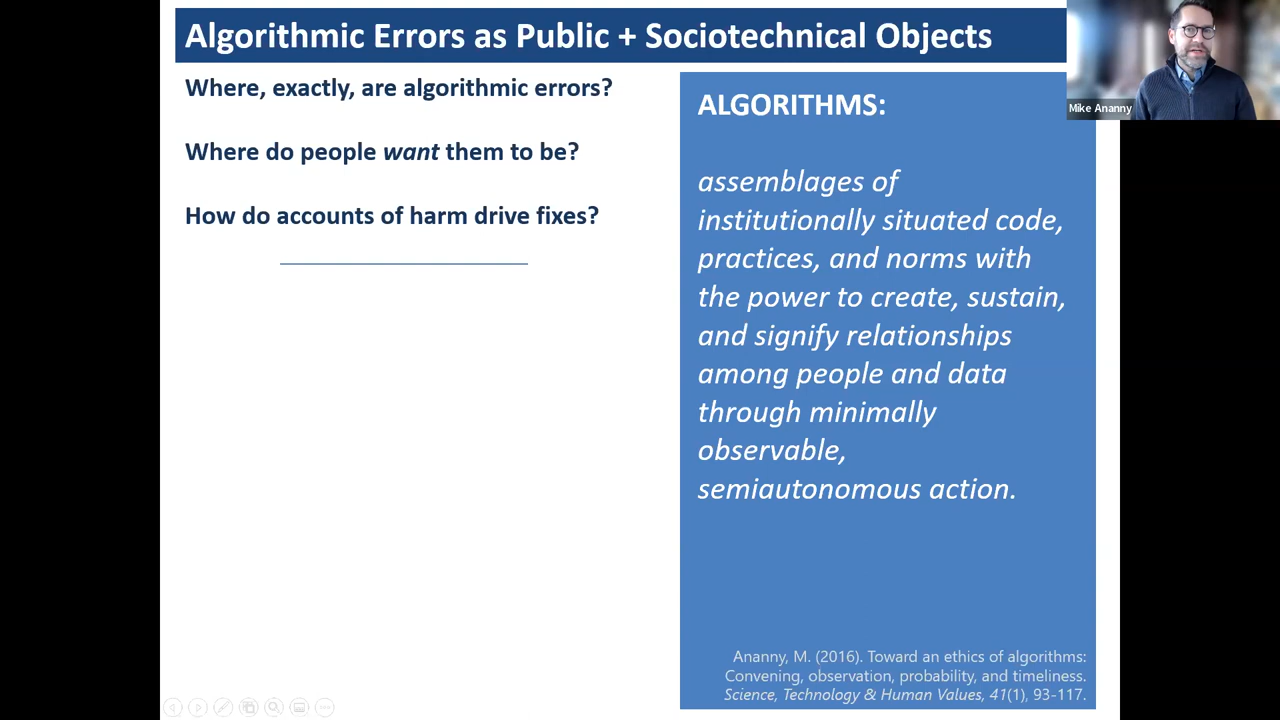 Algorithmic Errors as Public + Sociotechnical Objects
Mike Ananny
Where, exactly, are algorithmic errors?
Where do people want them to be?
How do accounts of harm drive fixes?
ALGORITHMS:
assemblages of
institutionally situated code,
practices, and norms with
the power to create, sustain,
and signify relationships
among people and data
through minimally
observable,
semiautonomous action.
Ananny, M. (2016). Toward an ethics of algorithms:
Convening, observation, probability, and timeliness.
Science, Technology & Human Values, 41(1), 93-117.